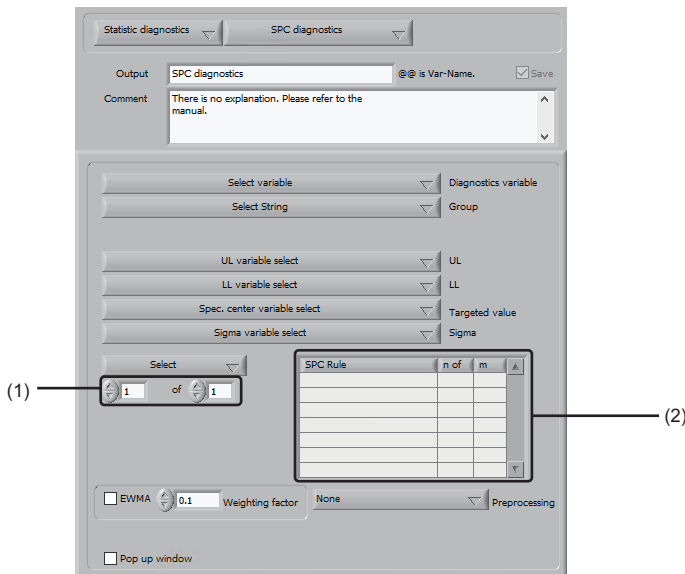 Statistic diagnostics SPC diagnostics
Output SPC diagnostics @@ is Var-Name. Save
Comment There is no explanation. Please refer to the
manual.
Select variable Diagnostics variable
Select String Group
UL variable select UL
LL variable select LL
Spec. center variable select Targeted value
Sigma variable select Sigma
Select SPC Rule n of m
(1) 1 of 1
(2)
EWMA 0.1 Weighting factor None Preprocessing
Pop up window